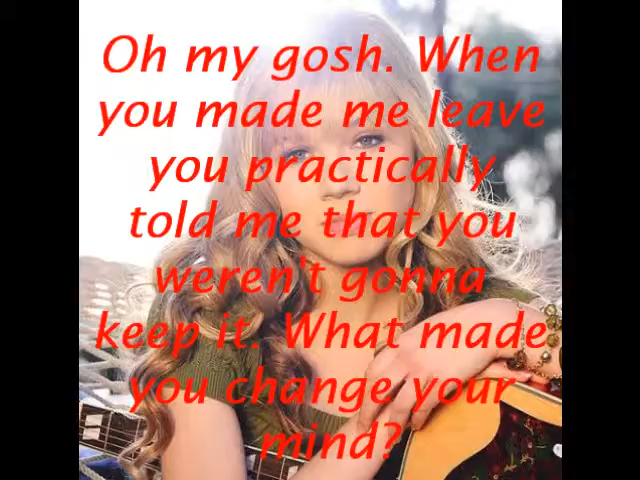 Oh my gosh. When
you made me leave
you practically
told me that you
weren't gonna
keep it. What made
you change your
mind?